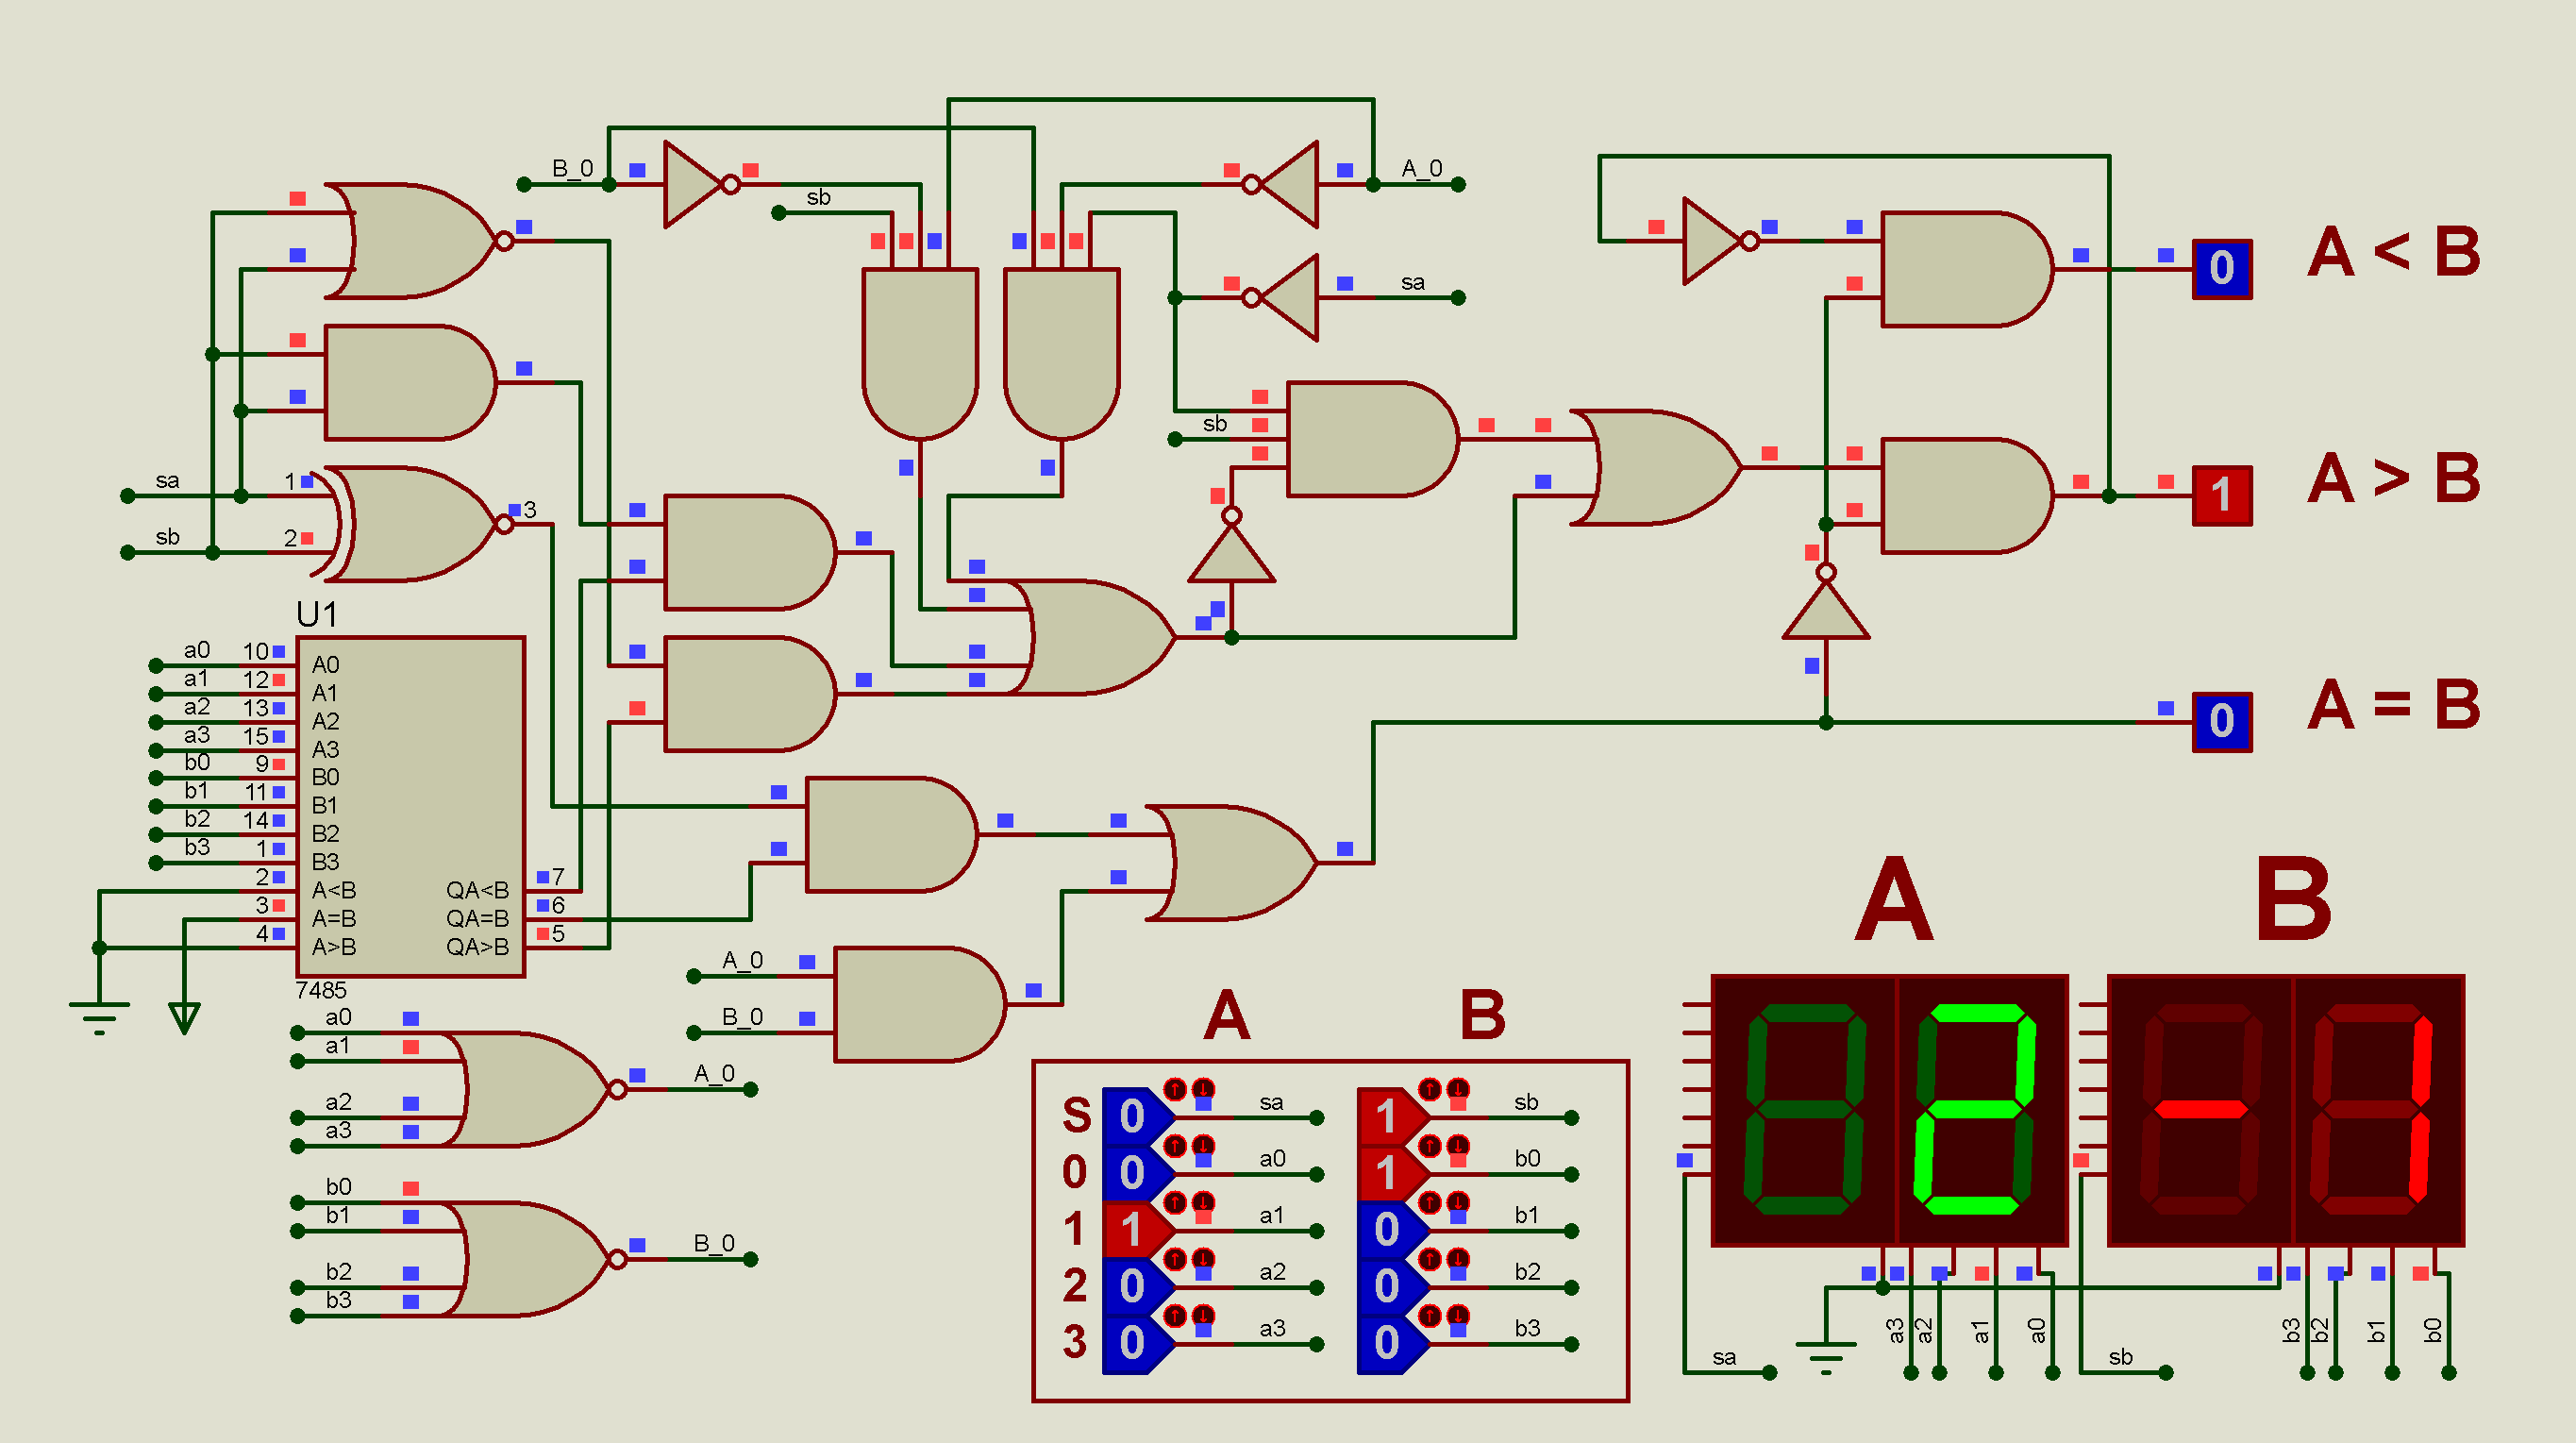 B_0
A_0
sb
sa
A < B
sb
sa
1
3
sb
2
A > B
U1
a0 10 A0
a1 12 A1
a2 13 A2
a3 15 A3
b0 9 B0
b1 11 B1
b2 14 B2
b3 1 B3
2 A<B QA<B 7
3 A=B QA=B 6
4 A>B QA>B 5
7485
0
1
0
A = B
A_0
B_0
a0
a1
a2
a3
A_0
b0
b1
b2
b3
B_0
A B
S 0 sa 1 sb
0 0 a0 1 b0
1 1 a1 0 b1
2 0 a2 0 b2
3 0 a3 0 b3
A B
2 -1
sa a3 a2 a1 a0
sb b3 b2 b1 b0